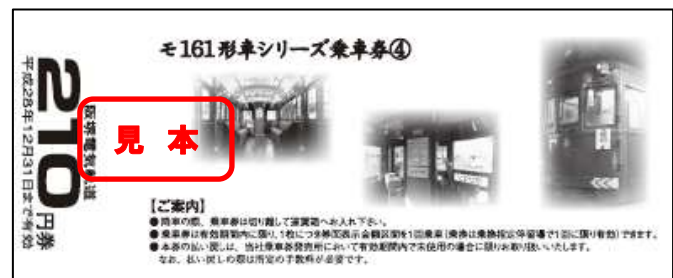 モ161形車シリーズ乗車券④
210円券
阪堺電気軌道
平成28年12月31日まで有効
見本
【ご案内】
●降車の際、乗車券は切り離して運賃箱へお入れ下さい。
●乗車券は有効期間内に限り、1枚につき券面表示金額区間を1回乗車(乗換は乗換指定停留場で1回に限り有効)できます。
●本券の払い戻しは、当社乗車券発売所において有効期間内で未使用の場合に限りお取り扱いいたします。
なお、払い戻しの際は所定の手数料が必要です。